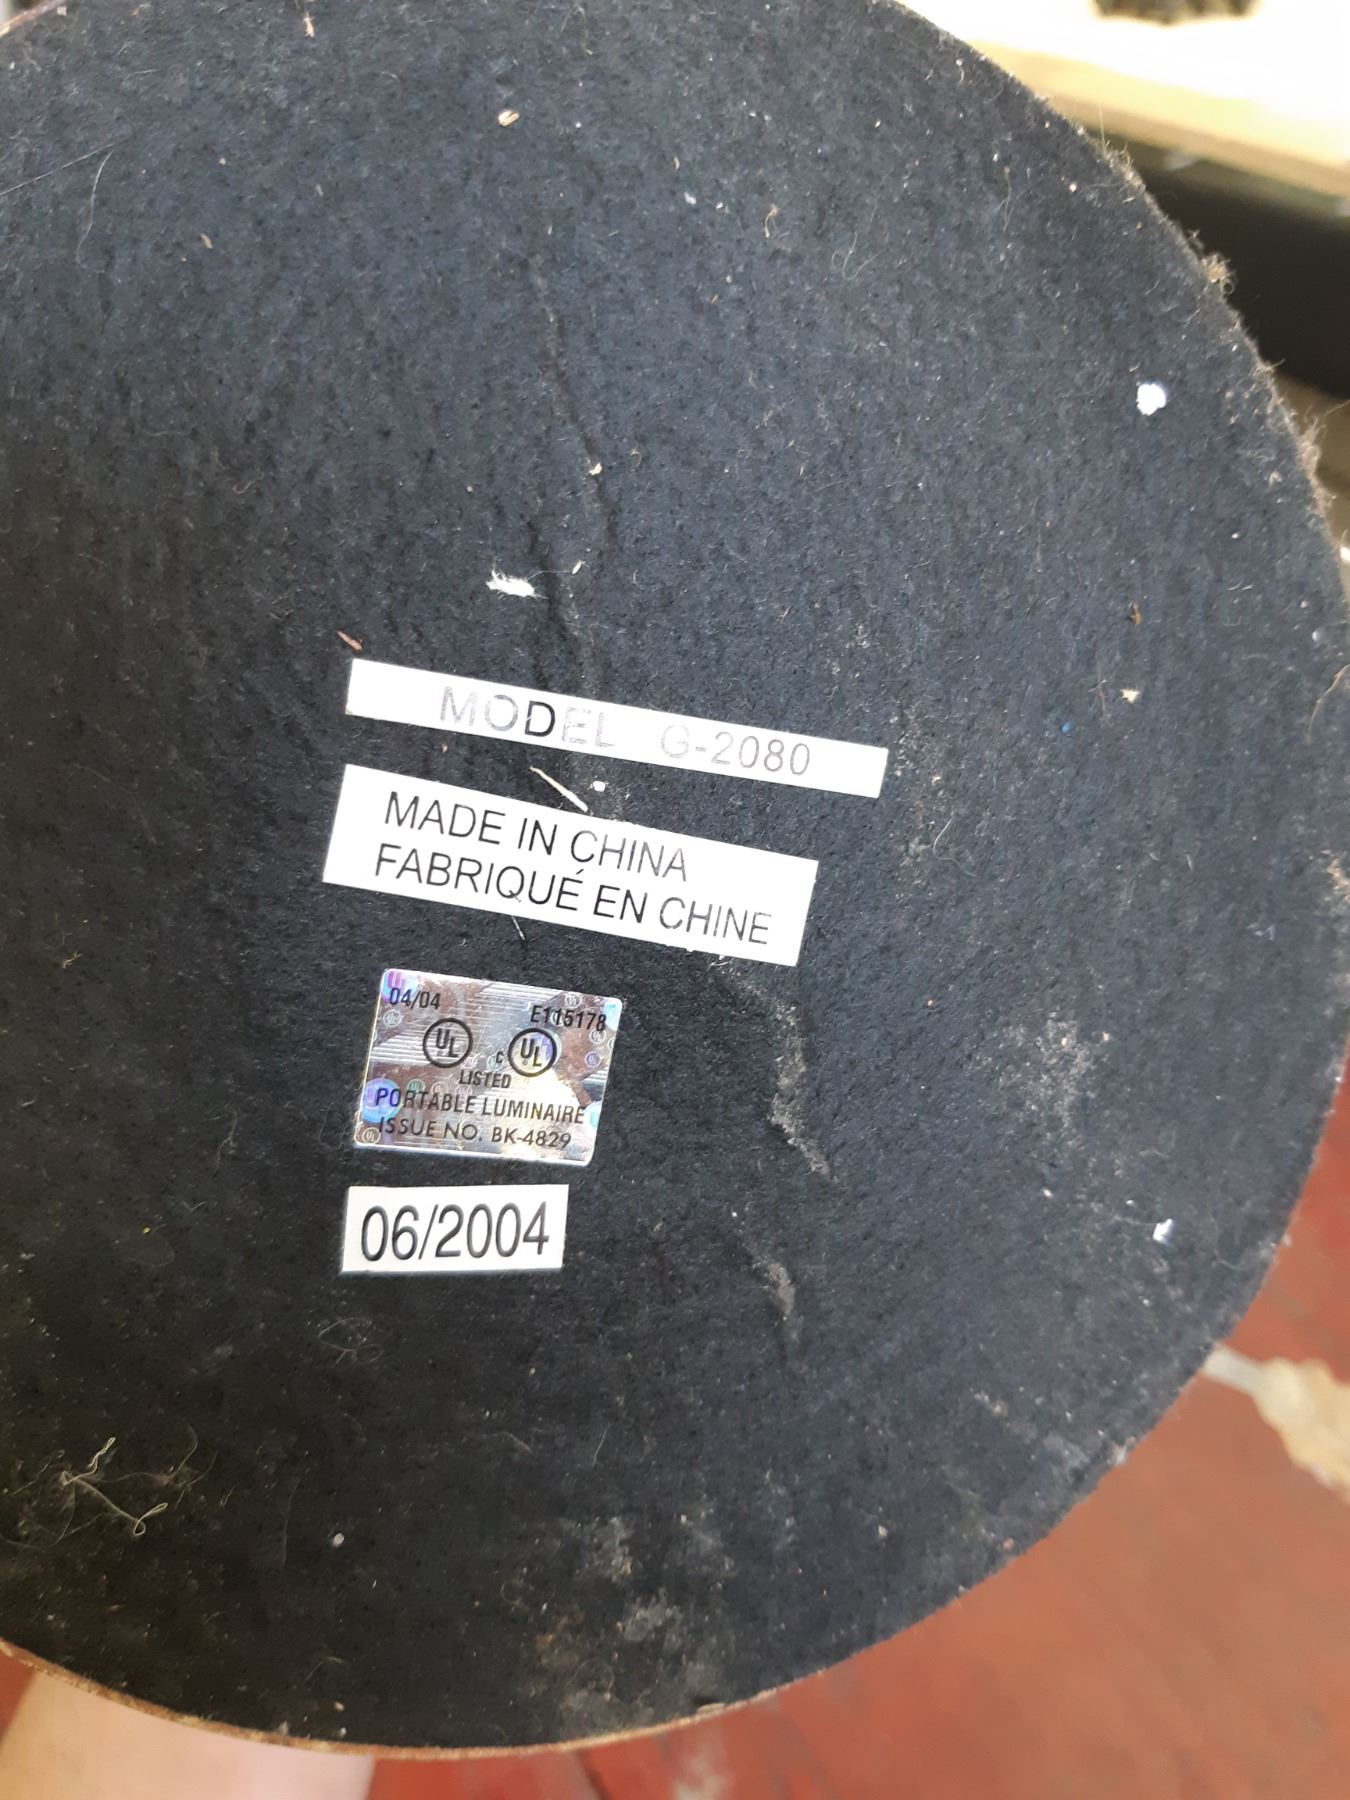 MODEL G-2080
MADE IN CHINA
FABRIQUÉ EN CHINE
04/04 E115178
UL c UL
LISTED
PORTABLE LUMINAIRE
ISSUE NO. BK-4829
06/2004